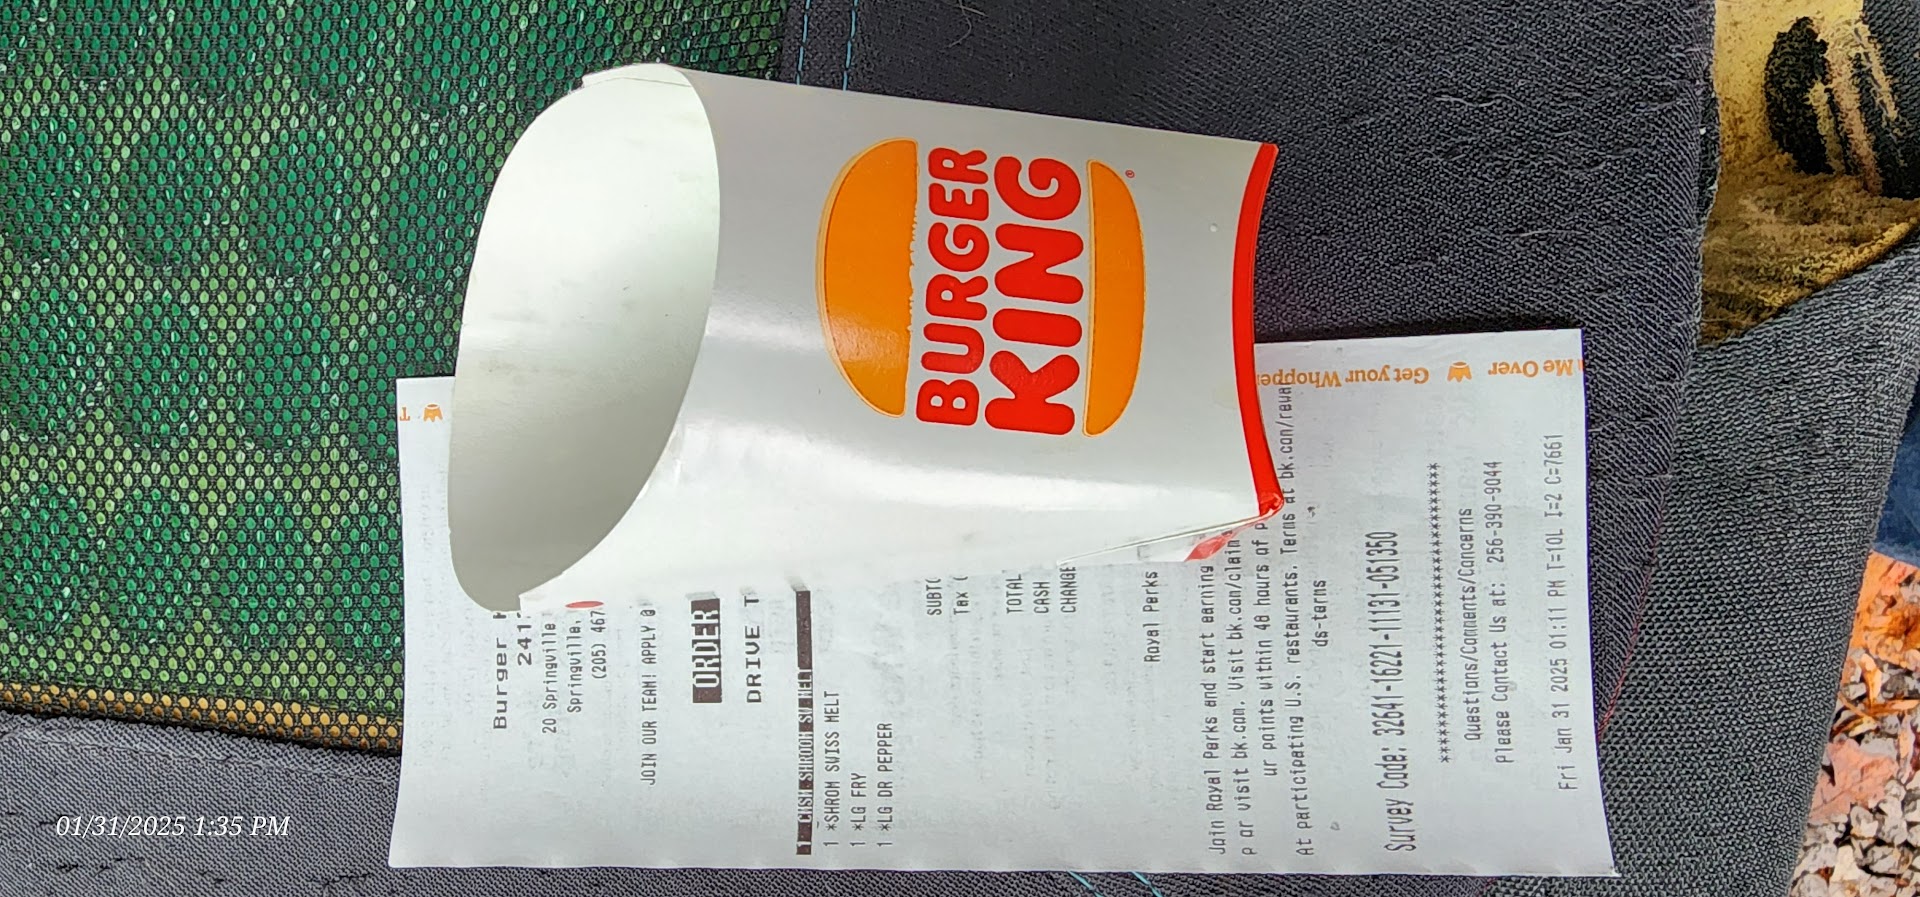 BURGER
KING
®
T
Get your Whopper
Me Over
Burger K
241
20 Springville
Springville,
(205) 467
JOIN OUR TEAM! APPLY @
ORDER
DRIVE T
1 CMSM SHROOM SW MELT
1 *SHROM SWISS MELT
1 *LG FRY
1 *LG DR PEPPER
SUBTO
Tax (
TOTAL
CASH
CHANGE
Royal Perks
Join Royal Perks and start earning
p or visit bk.com. Visit bk.com/claim
ur points within 48 hours of p
At participating U.S. restaurants. Terms at bk.com/rewa
ds-terms
Survey Code: 32641-16221-11131-051350
****************************************
Questions/Comments/Concerns
please Contact Us at: 256-390-9044
Fri Jan 31 2025 01:11 PM T=10L I=2 C=7661
01/31/2025 1:35 PM